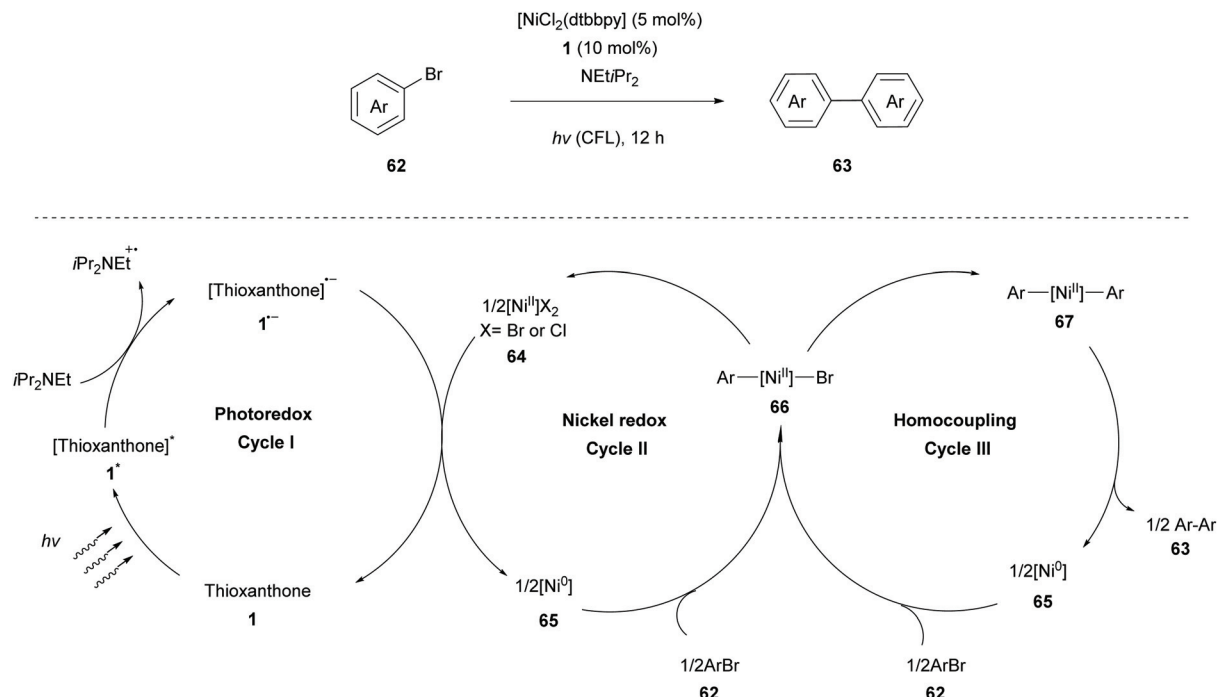 [NiCl₂(dtbbpy] (5 mol%)
1 (10 mol%)
NEtiPr₂
hν (CFL), 12 h
Br
Ar
62
Ar
Ar
63
iPr₂NEt⁺•
[Thioxanthone]•⁻
1•⁻
iPr₂NEt
[Thioxanthone]*
1*
hν
Thioxanthone
1
Photoredox
Cycle I
1/2[Niᴵᴵ]X₂
X= Br or Cl
64
Nickel redox
Cycle II
1/2[Ni⁰]
65
Ar—[Niᴵᴵ]—Br
66
1/2ArBr
62
Homocoupling
Cycle III
Ar—[Niᴵᴵ]—Ar
67
1/2 Ar-Ar
63
1/2[Ni⁰]
65
1/2ArBr
62